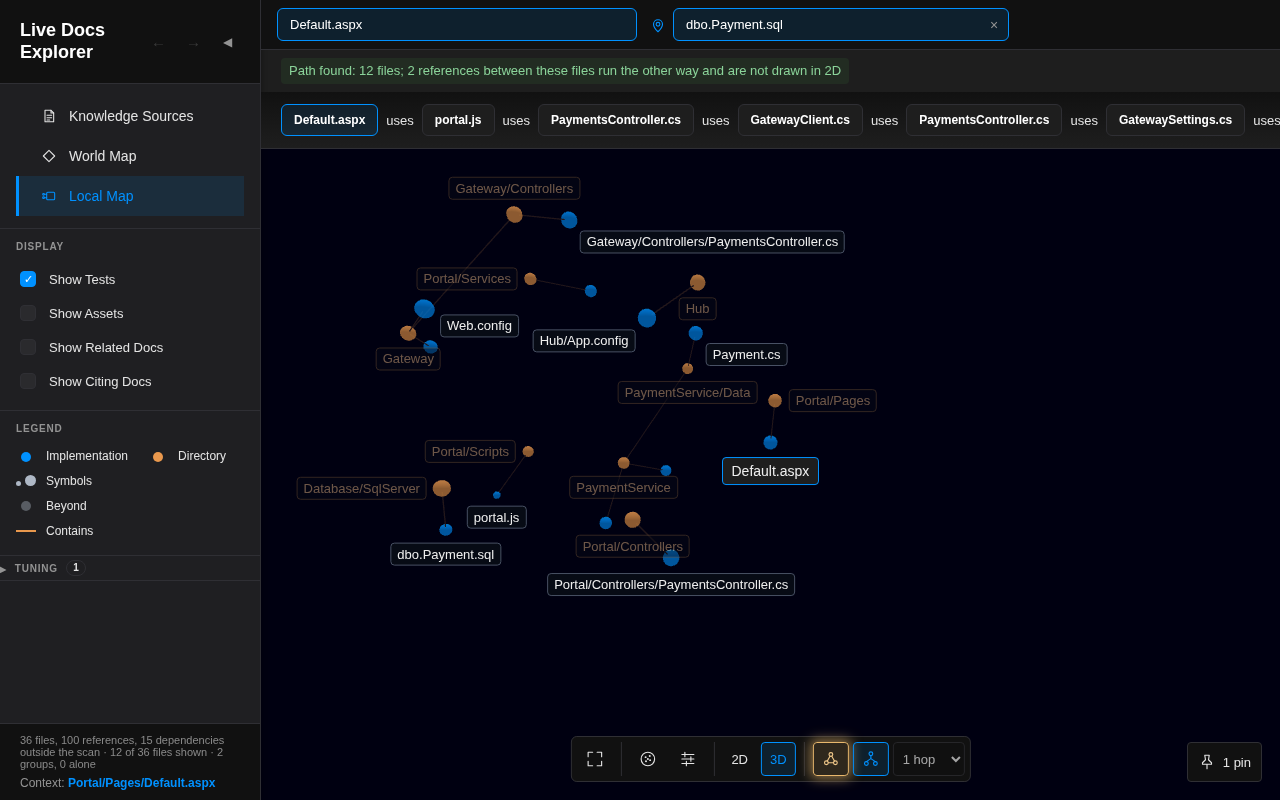 Live Docs
Explorer
Default.aspx
dbo.Payment.sql
Path found: 12 files; 2 references between these files run the other way and are not drawn in 2D
Default.aspx uses portal.js uses PaymentsController.cs uses GatewayClient.cs uses PaymentsController.cs uses GatewaySettings.cs uses
Knowledge Sources
World Map
Local Map
DISPLAY
Show Tests
Show Assets
Show Related Docs
Show Citing Docs
LEGEND
Implementation
Directory
Symbols
Beyond
Contains
TUNING 1
36 files, 100 references, 15 dependencies
outside the scan · 12 of 36 files shown · 2
groups, 0 alone
Context: Portal/Pages/Default.aspx
Gateway/Controllers
Gateway/Controllers/PaymentsController.cs
Portal/Services
Hub
Web.config
Hub/App.config
Gateway
Payment.cs
PaymentService/Data
Portal/Pages
Portal/Scripts
Default.aspx
Database/SqlServer
PaymentService
portal.js
Portal/Controllers
dbo.Payment.sql
Portal/Controllers/PaymentsController.cs
2D
3D
1 hop
1 pin